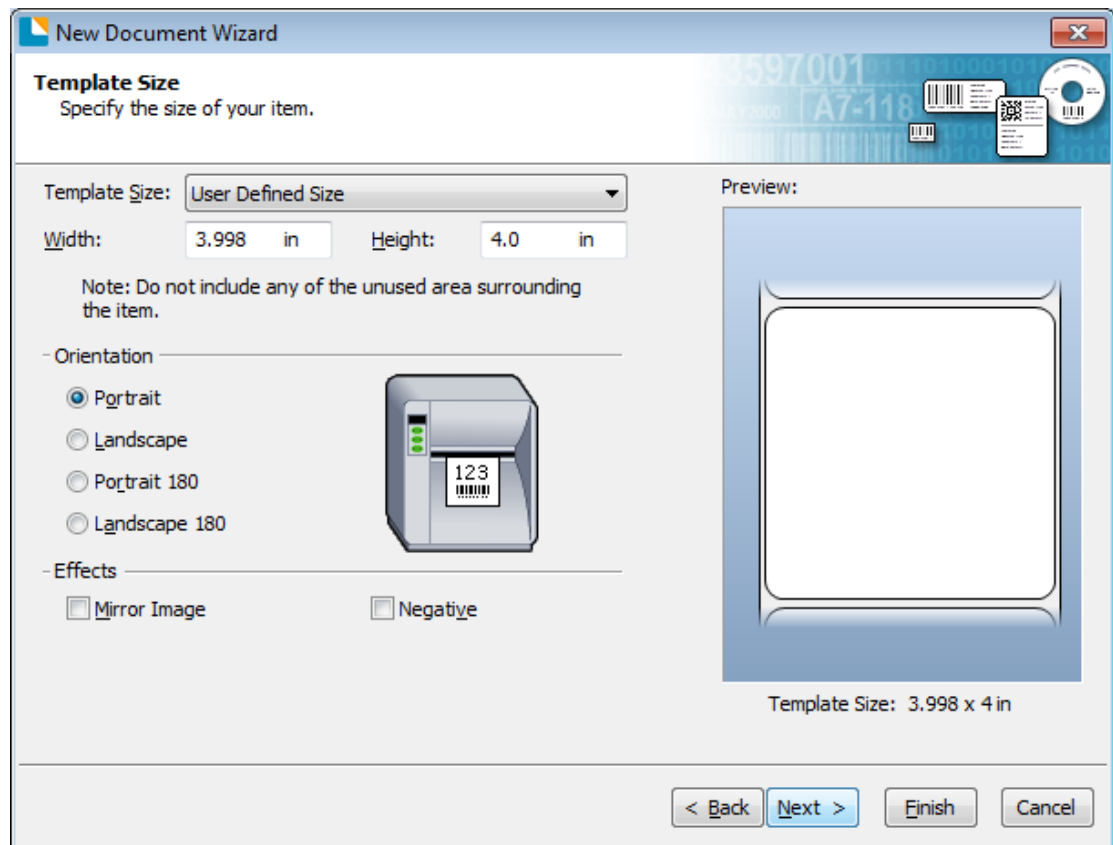 New Document Wizard
Template Size
Specify the size of your item.
3597001
A7-118
Template Size: User Defined Size
Width: 3.998 in Height: 4.0 in
Note: Do not include any of the unused area surrounding
the item.
Orientation
Portrait
Landscape
Portrait 180
Landscape 180
123
Effects
Mirror Image Negative
Preview:
Template Size: 3.998 x 4 in
< Back Next > Finish Cancel